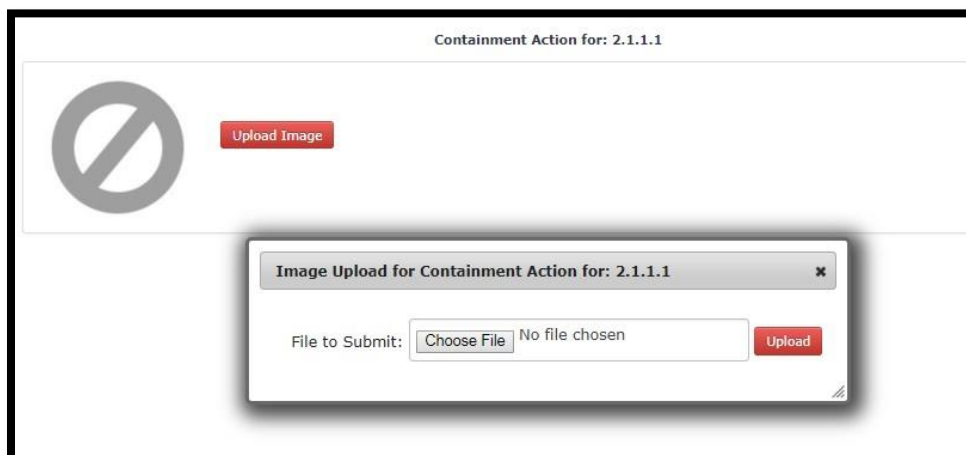 Containment Action for: 2.1.1.1
Upload Image
Image Upload for Containment Action for: 2.1.1.1
File to Submit: Choose File No file chosen Upload